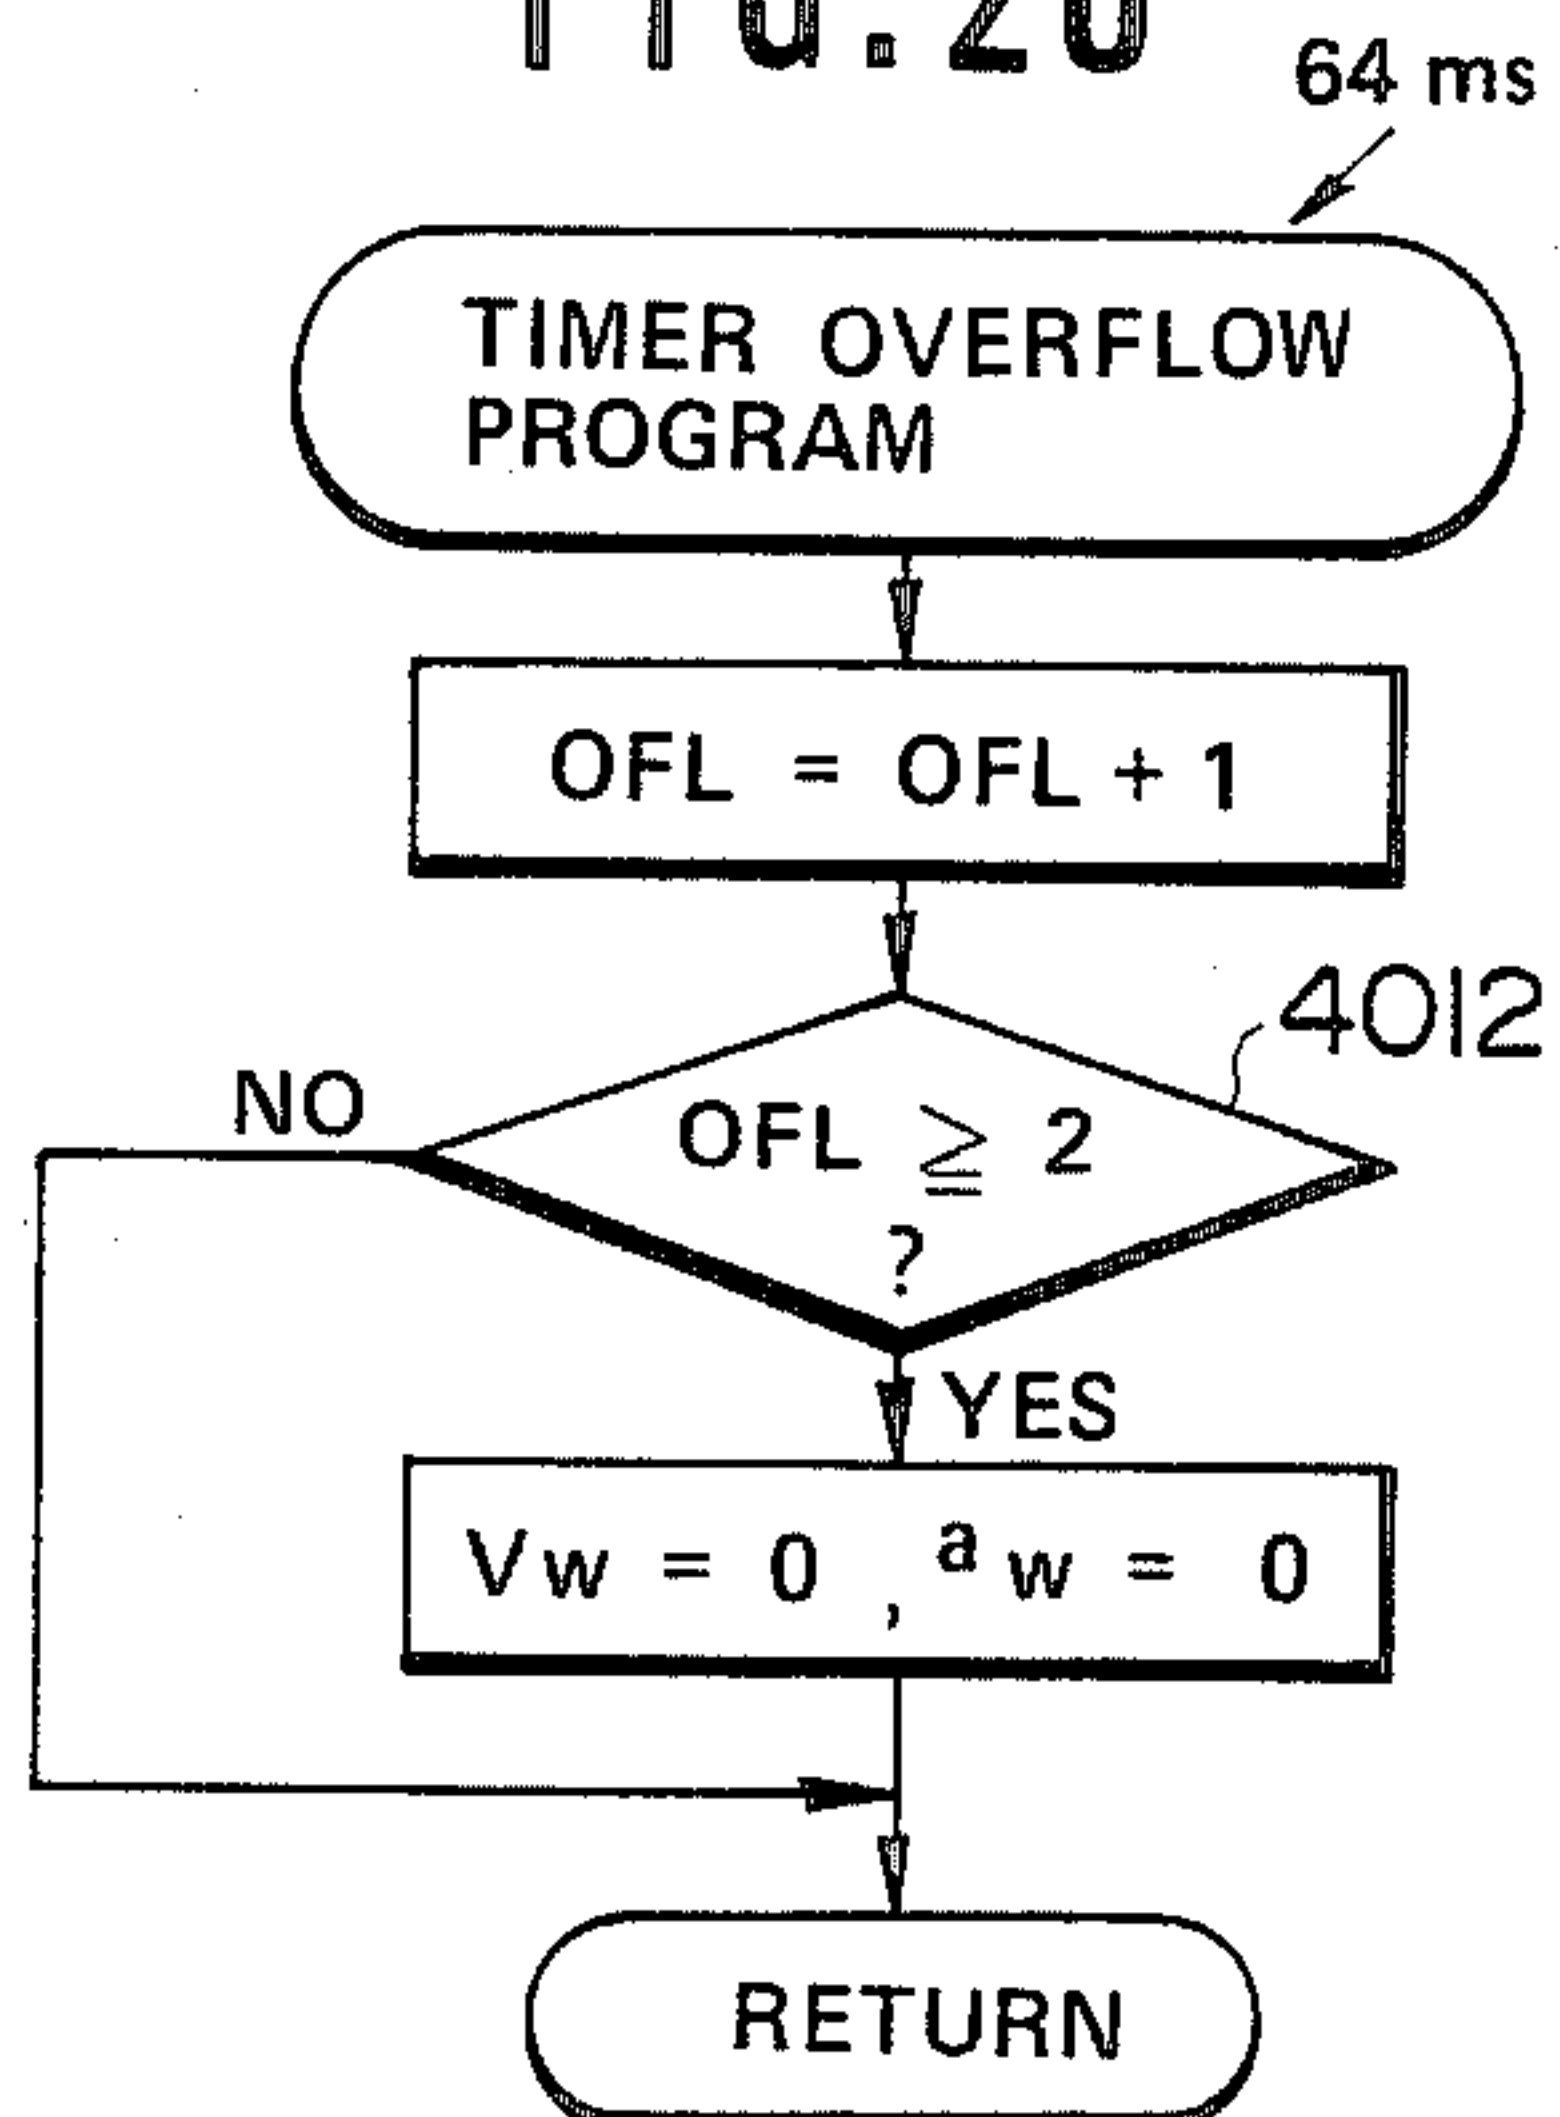 64 ms
TIMER OVERFLOW
PROGRAM
OFL = OFL + 1
4012
NO
OFL ≧ 2
?
YES
Vw = 0 , aw = 0
RETURN